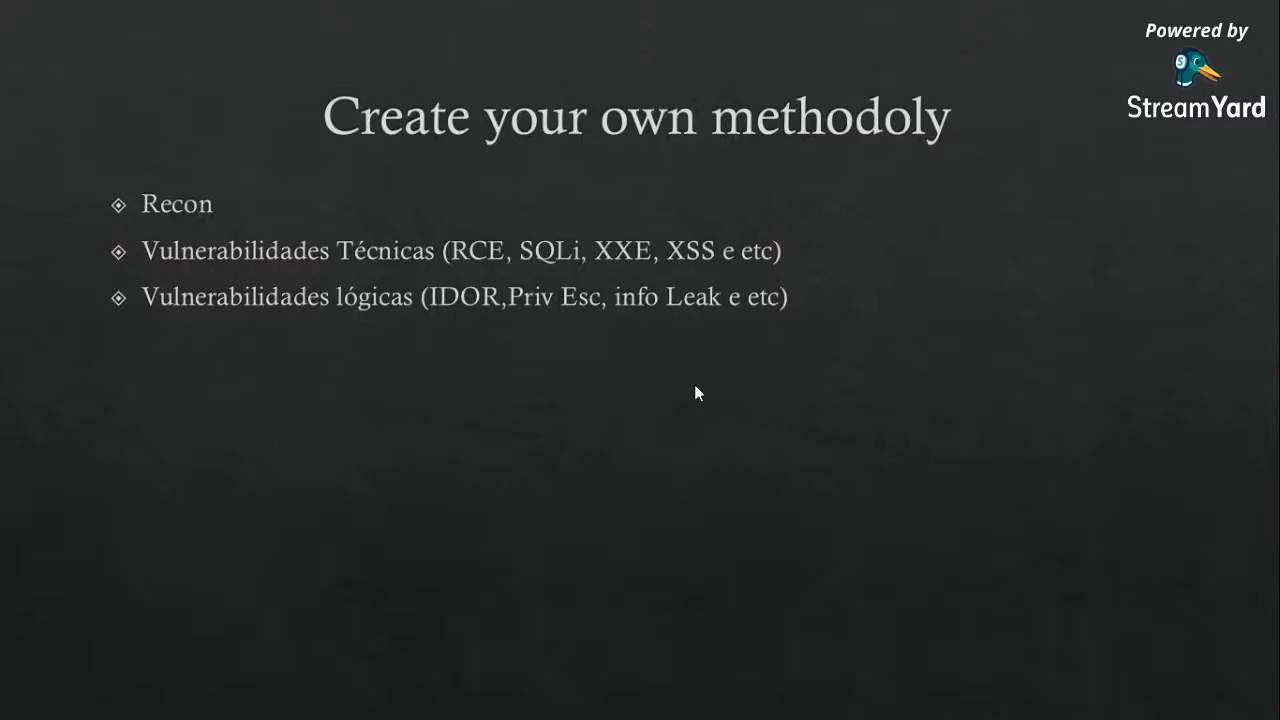 Powered by
StreamYard
Create your own methodoly
Recon
Vulnerabilidades Técnicas (RCE, SQLi, XXE, XSS e etc)
Vulnerabilidades lógicas (IDOR,Priv Esc, info Leak e etc)